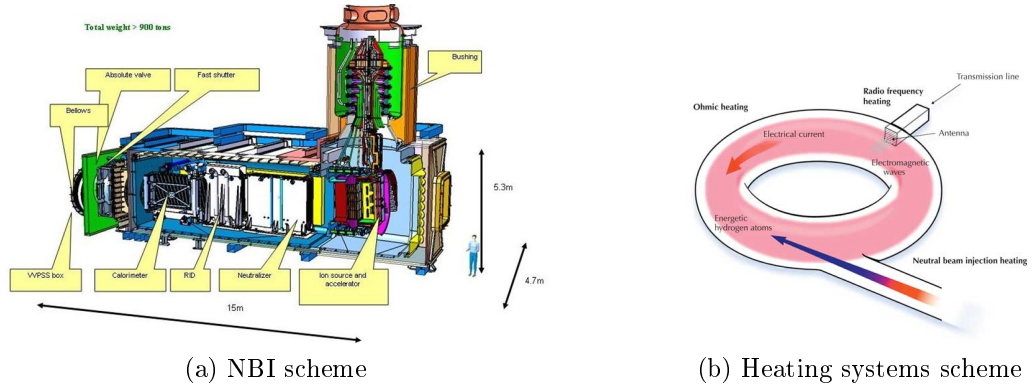 Total weight > 900 tons
Bushing
Absolute valve
Fast shutter
Bellows
5.3m
VVPSS box
Calorimeter
RID
Neutralizer
Ion source and
accelerator
4.7m
15m
(a) NBI scheme
Transmission line
Radio frequency
heating
Ohmic heating
Antenna
Electrical current
Electromagnetic
waves
Energetic
hydrogen atoms
Neutral beam injection heating
(b) Heating systems scheme